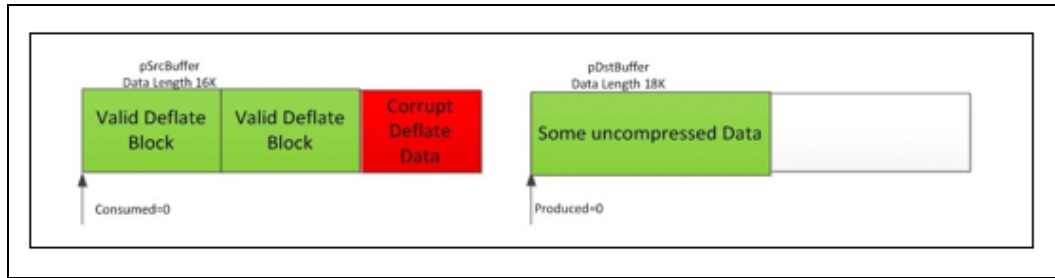 pSrcBuffer
Data Length 16K
Valid Deflate
Block
Valid Deflate
Block
Corrupt
Deflate
Data
Consumed=0
pDstBuffer
Data Length 18K
Some uncompressed Data
Produced=0